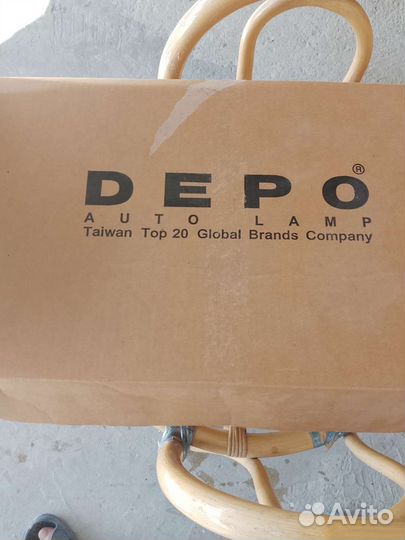 DEPO®
AUTO LAMP
Taiwan Top 20 Global Brands Company
Avito